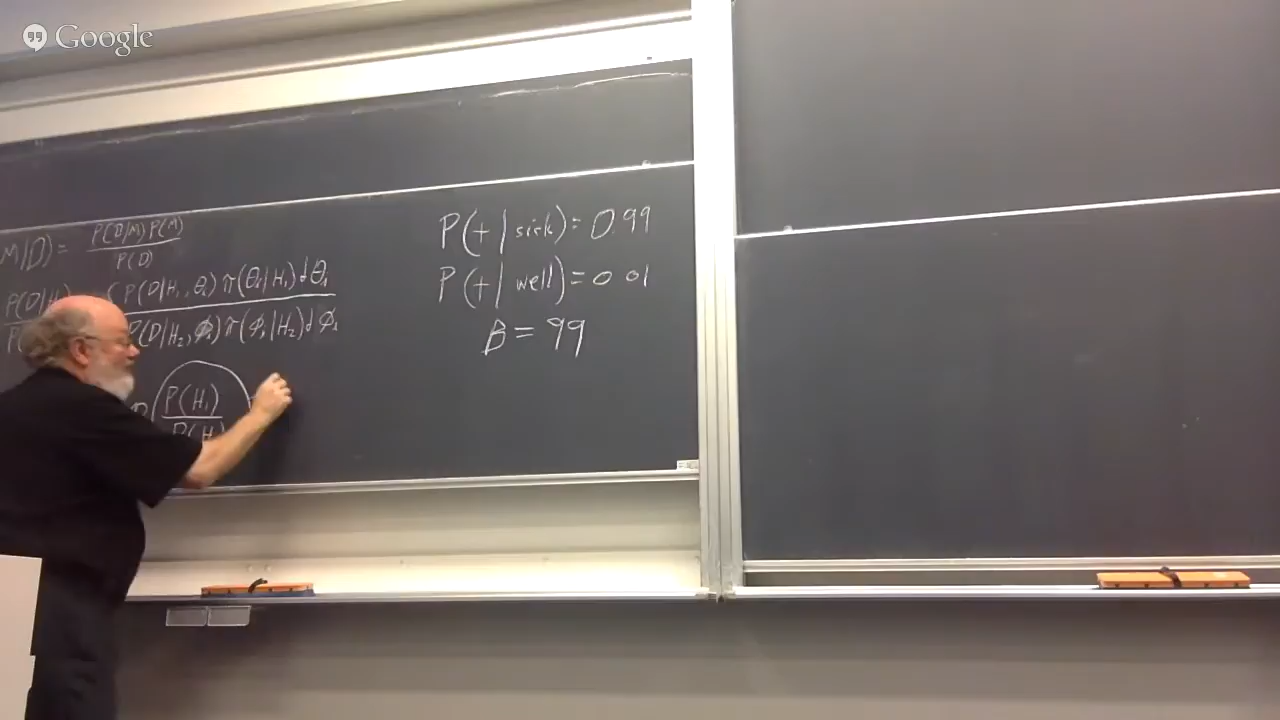 Google
M|D) = P(D|M) P(M)
P(D)
P(D|H P(D|H₁, θ₁) π(θ₁|H₁) dθ₁
P(D|H₂, φ₁) π(φ₁|H₂) dφ₁
P(H₁)
P(H
P(+ | sick) = 0.99
P(+ | well) = 0.01
B = 99